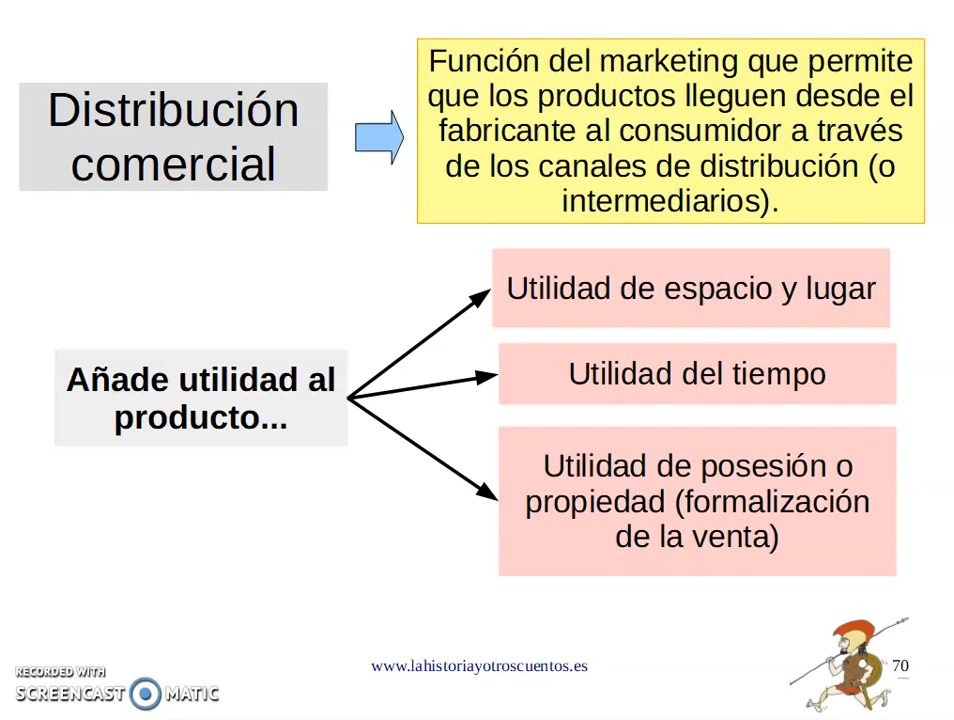 Distribución
comercial
Función del marketing que permite
que los productos lleguen desde el
fabricante al consumidor a través
de los canales de distribución (o
intermediarios).
Utilidad de espacio y lugar
Añade utilidad al
producto...
Utilidad del tiempo
Utilidad de posesión o
propiedad (formalización
de la venta)
www.lahistoriayotroscuentos.es
70
RECORDED WITH
SCREENCAST MATIC